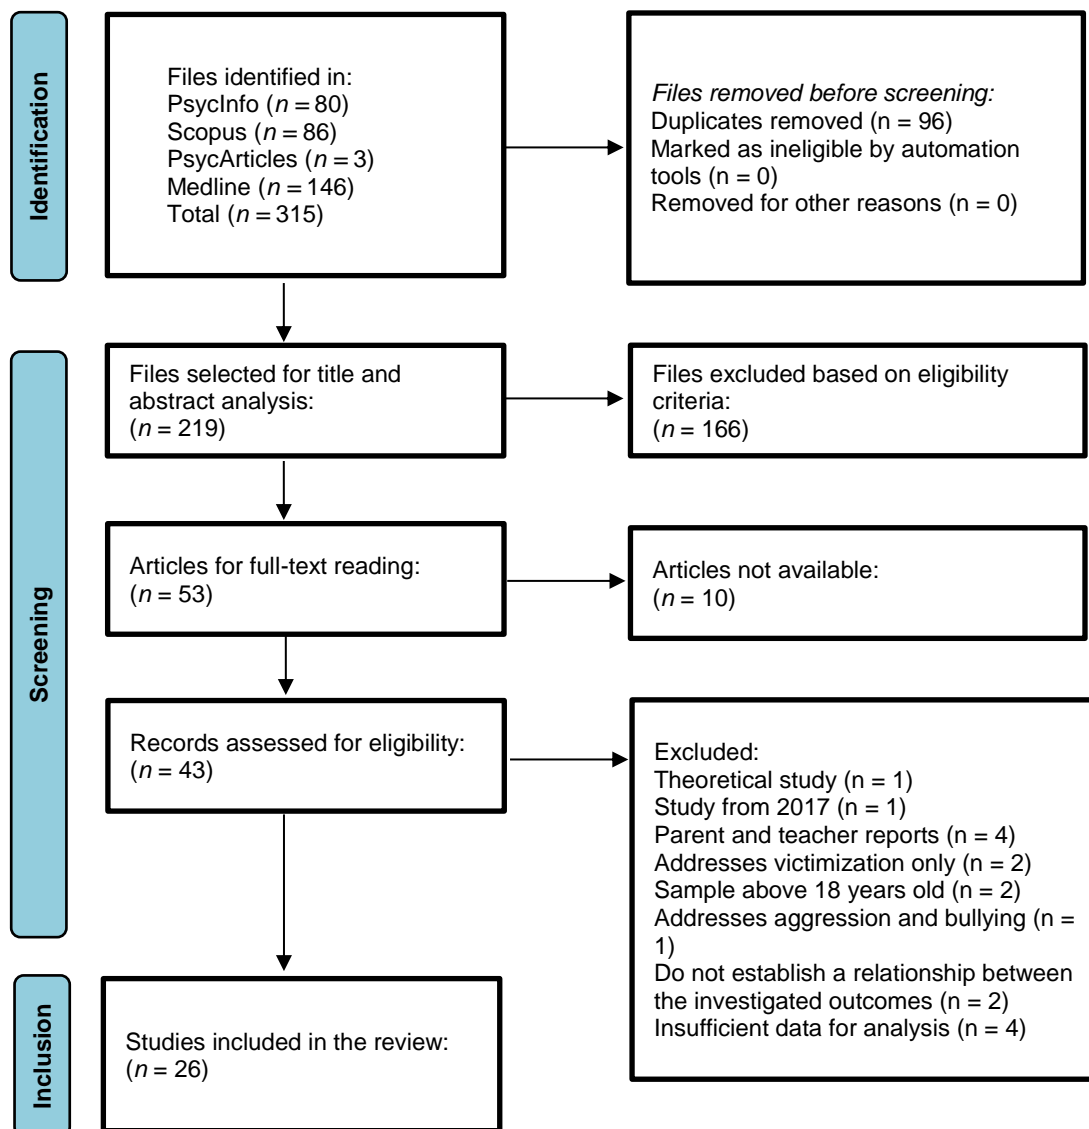 Identification
Files identified in:
PsycInfo (n = 80)
Scopus (n = 86)
PsycArticles (n = 3)
Medline (n = 146)
Total (n = 315)
Files removed before screening:
Duplicates removed (n = 96)
Marked as ineligible by automation
tools (n = 0)
Removed for other reasons (n = 0)
Screening
Files selected for title and
abstract analysis:
(n = 219)
Files excluded based on eligibility
criteria:
(n = 166)
Articles for full-text reading:
(n = 53)
Articles not available:
(n = 10)
Records assessed for eligibility:
(n = 43)
Excluded:
Theoretical study (n = 1)
Study from 2017 (n = 1)
Parent and teacher reports (n = 4)
Addresses victimization only (n = 2)
Sample above 18 years old (n = 2)
Addresses aggression and bullying (n =
1)
Do not establish a relationship between
the investigated outcomes (n = 2)
Insufficient data for analysis (n = 4)
Inclusion
Studies included in the review:
(n = 26)